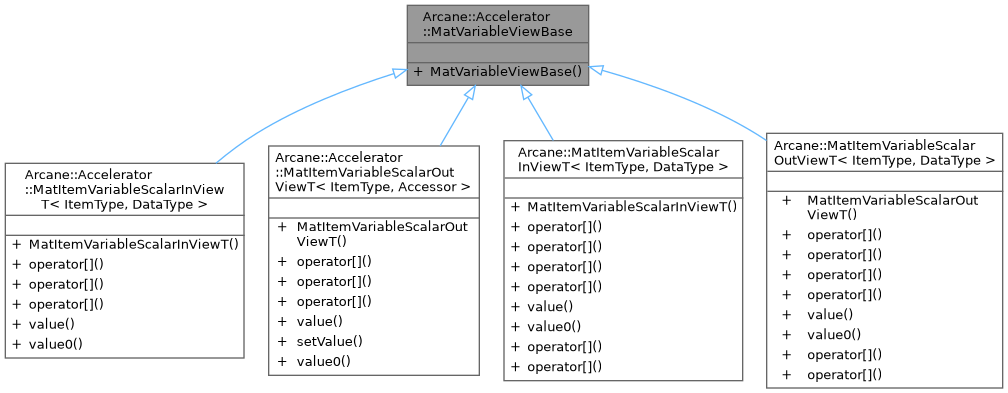 Arcane::Accelerator
::MatVariableViewBase
+ MatVariableViewBase()
Arcane::Accelerator
::MatItemVariableScalarInView
T< ItemType, DataType >
+ MatItemVariableScalarInViewT()
+ operator[]()
+ operator[]()
+ operator[]()
+ value()
+ value0()
Arcane::Accelerator
::MatItemVariableScalarOut
ViewT< ItemType, Accessor >
+ MatItemVariableScalarOut
ViewT()
+ operator[]()
+ operator[]()
+ operator[]()
+ value()
+ setValue()
+ value0()
Arcane::MatItemVariableScalar
InViewT< ItemType, DataType >
+ MatItemVariableScalarInViewT()
+ operator[]()
+ operator[]()
+ operator[]()
+ operator[]()
+ value()
+ value0()
+ operator[]()
+ operator[]()
Arcane::MatItemVariableScalar
OutViewT< ItemType, DataType >
+ MatItemVariableScalarOut
ViewT()
+ operator[]()
+ operator[]()
+ operator[]()
+ operator[]()
+ value()
+ value0()
+ operator[]()
+ operator[]()